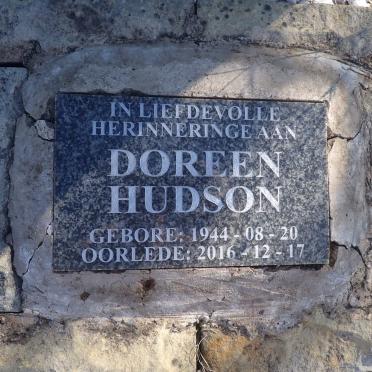 IN LIEFDEVOLLE
HERINNERINGE AAN
DOREEN
HUDSON
GEBORE: 1944 - 08 - 20
OORLEDE: 2016 - 12 - 17